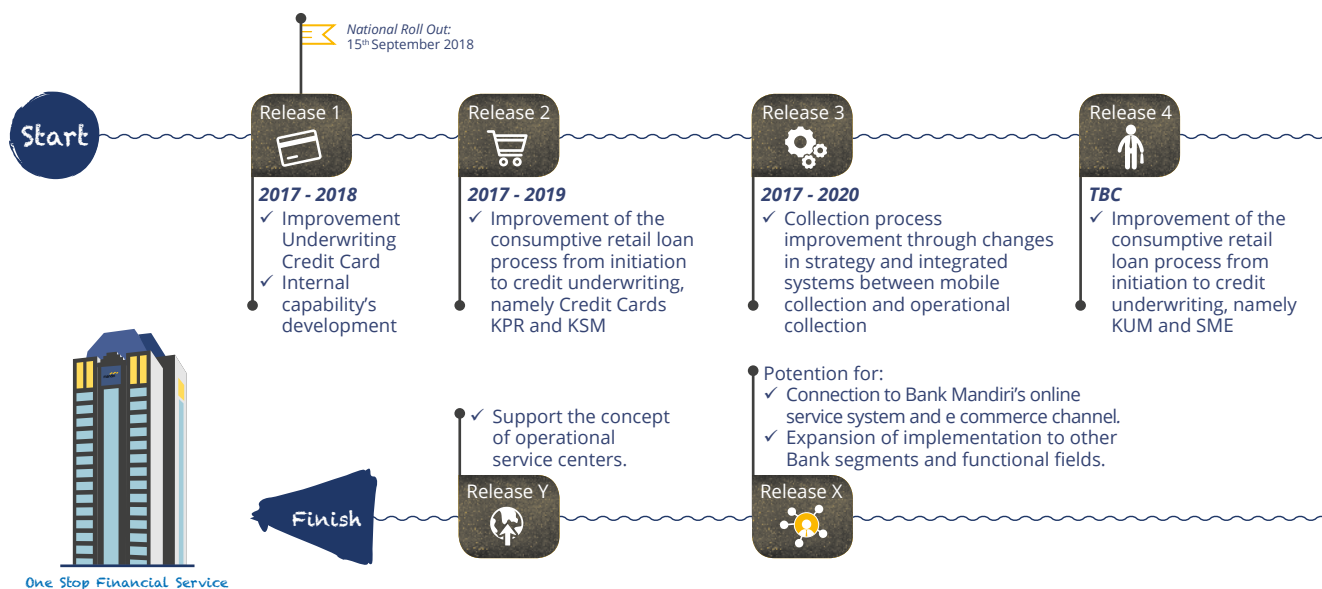 National Roll Out:
15th September 2018
Start
Release 1
Release 2
Release 3
Release 4
2017 - 2018
✓ Improvement
Underwriting
Credit Card
✓ Internal
capability's
development
2017 - 2019
✓ Improvement of the
consumptive retail loan
process from initiation
to credit underwriting,
namely Credit Cards
KPR and KSM
2017 - 2020
✓ Collection process
improvement through changes
in strategy and integrated
systems between mobile
collection and operational
collection
TBC
✓ Improvement of the
consumptive retail
loan process from
initiation to credit
underwriting, namely
KUM and SME
Potention for:
✓ Connection to Bank Mandiri's online
service system and e commerce channel.
✓ Expansion of implementation to other
Bank segments and functional fields.
✓ Support the concept
of operational
service centers.
Finish
Release Y
Release X
One Stop Financial Service